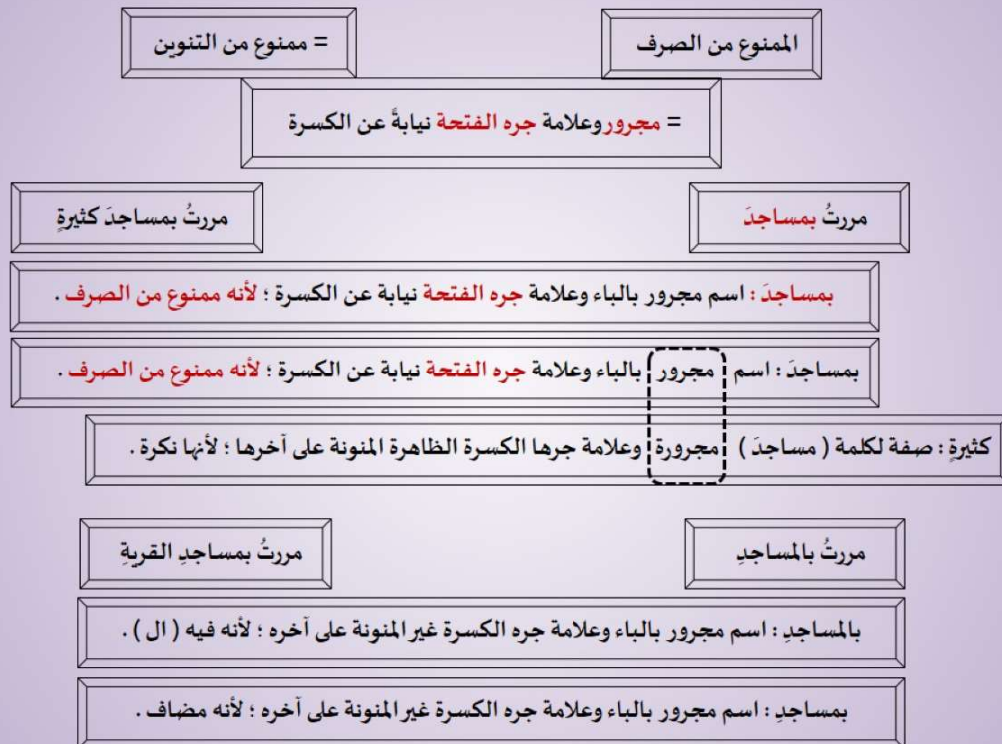 الممنوع من الصرف
= ممنوع من التنوين
= مجرور وعلامة جره الفتحة نيابةً عن الكسرة
مررتُ بمساجدَ
مررتُ بمساجدَ كثيرةٍ
بمساجدَ : اسم مجرور بالباء وعلامة جره الفتحة نيابة عن الكسرة ؛ لأنه ممنوع من الصرف .
بمساجدَ : اسم مجرور بالباء وعلامة جره الفتحة نيابة عن الكسرة ؛ لأنه ممنوع من الصرف .
كثيرةٍ : صفة لكلمة ( مساجدَ ) مجرورة وعلامة جرها الكسرة الظاهرة المنونة على آخرها ؛ لأنها نكرة .
مررتُ بالمساجدِ
مررتُ بمساجدِ القريةِ
بالمساجدِ : اسم مجرور بالباء وعلامة جره الكسرة غير المنونة على آخره ؛ لأنه فيه ( ال ) .
بمساجدِ : اسم مجرور بالباء وعلامة جره الكسرة غير المنونة على آخره ؛ لأنه مضاف .